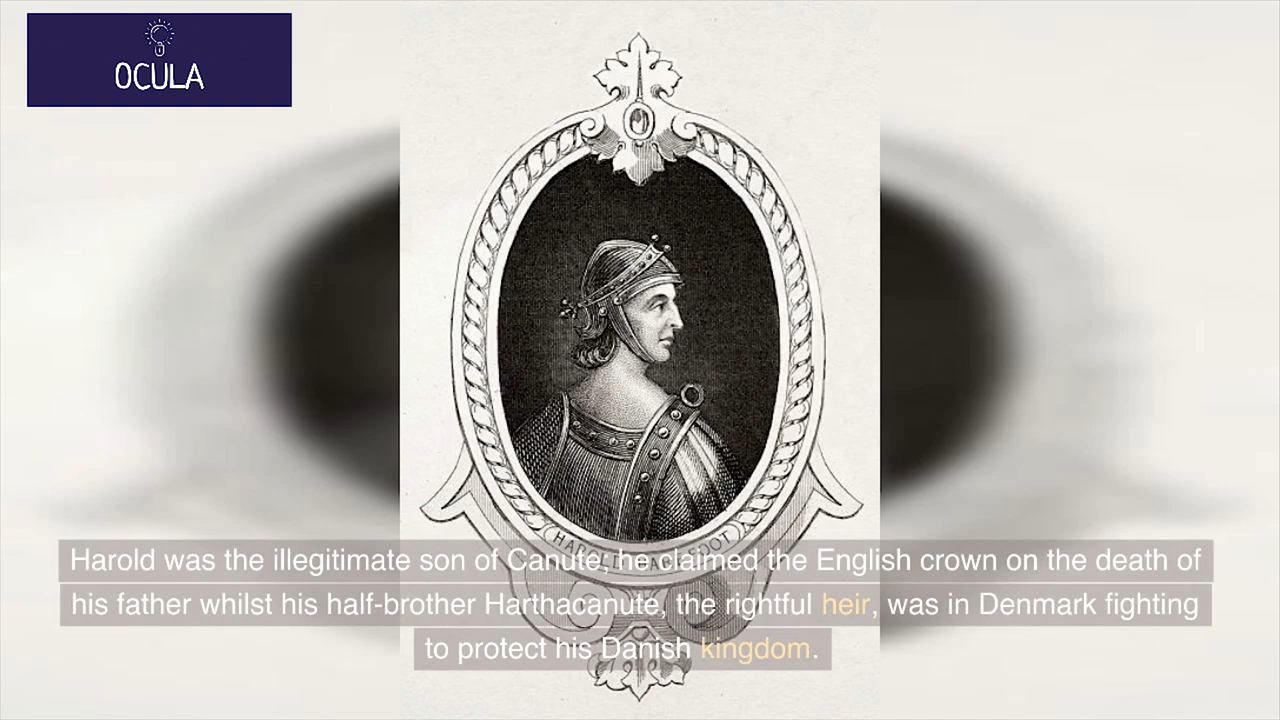 OCULA
Harold was the illegitimate son of Canute; he claimed the English crown on the death of
his father whilst his half-brother Harthacanute, the rightful heir, was in Denmark fighting
to protect his Danish kingdom.